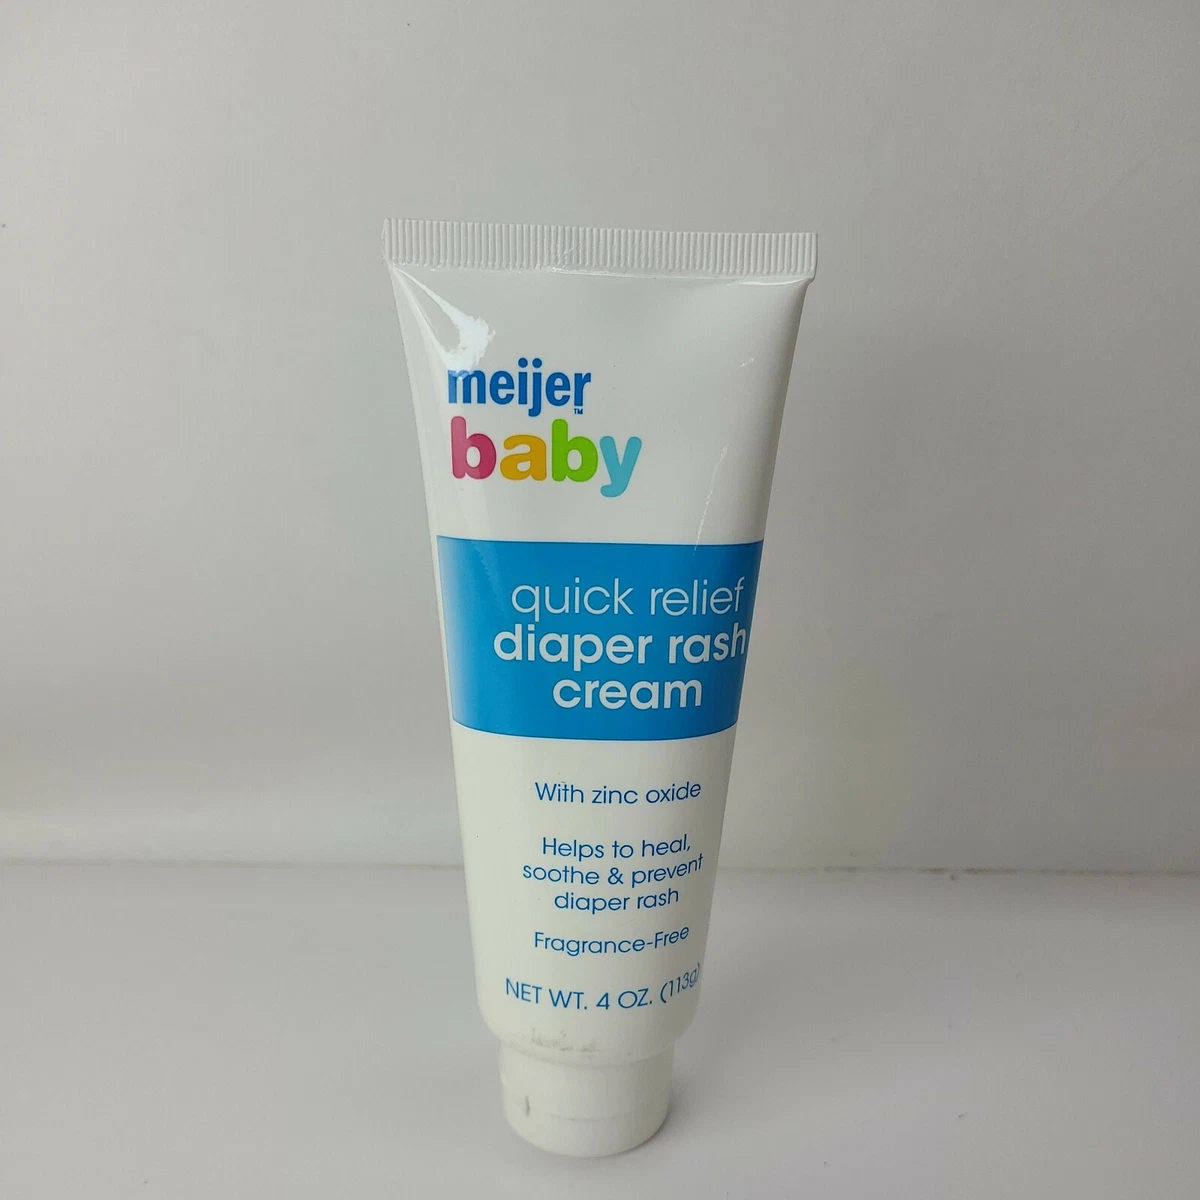 meijer™
baby
quick relief
diaper rash
cream
With zinc oxide
Helps to heal,
soothe & prevent
diaper rash
Fragrance-Free
NET WT. 4 OZ. (113g)